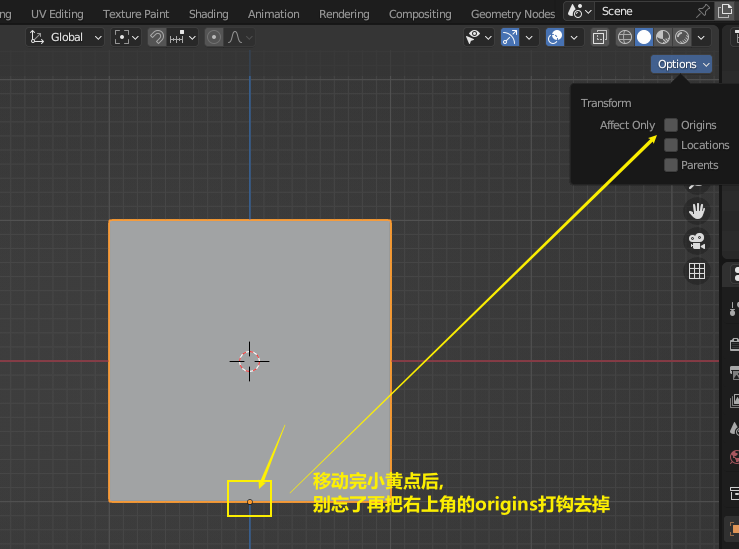 UV Editing Texture Paint Shading Animation Rendering Compositing Geometry Nodes Scene
Global
Options
Transform
Affect Only Origins
Locations
Parents
移动完小黄点后,
别忘了再把右上角的origins打钩去掉